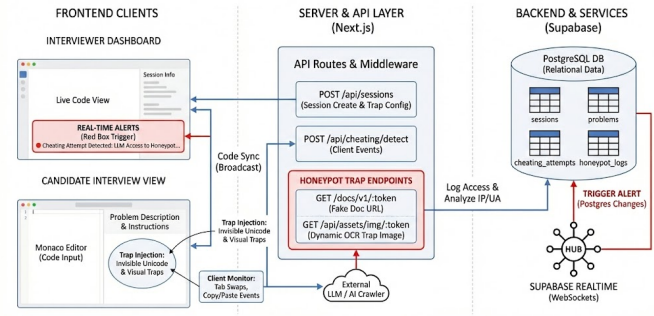 FRONTEND CLIENTS
INTERVIEWER DASHBOARD
Live Code View
Session Info
REAL-TIME ALERTS
(Red Box Trigger)
Cheating Attempt Detected: LLM Access to Honeypot...
CANDIDATE INTERVIEW VIEW
Monaco Editor
(Code Input)
Problem Description
& Instructions
Trap Injection:
Invisible Unicode
& Visual Traps
Code Sync
(Broadcast)
Trap Injection:
Invisible Unicode
& Visual Traps
Client Monitor:
Tab Swaps,
Copy/Paste Events
SERVER & API LAYER
(Next.js)
API Routes & Middleware
POST /api/sessions
(Session Create & Trap Config)
POST /api/cheating/detect
(Client Events)
HONEYPOT TRAP ENDPOINTS
GET /docs/v1/:token
(Fake Doc URL)
GET /api/assets/img/:token
(Dynamic OCR Trap Image)
External
LLM / AI Crawler
Log Access &
Analyze IP/UA
BACKEND & SERVICES
(Supabase)
PostgreSQL DB
(Relational Data)
sessions
problems
cheating_attempts
honeypot_logs
TRIGGER ALERT
(Postgres Changes)
HUB
SUPABASE REALTIME
(WebSockets)